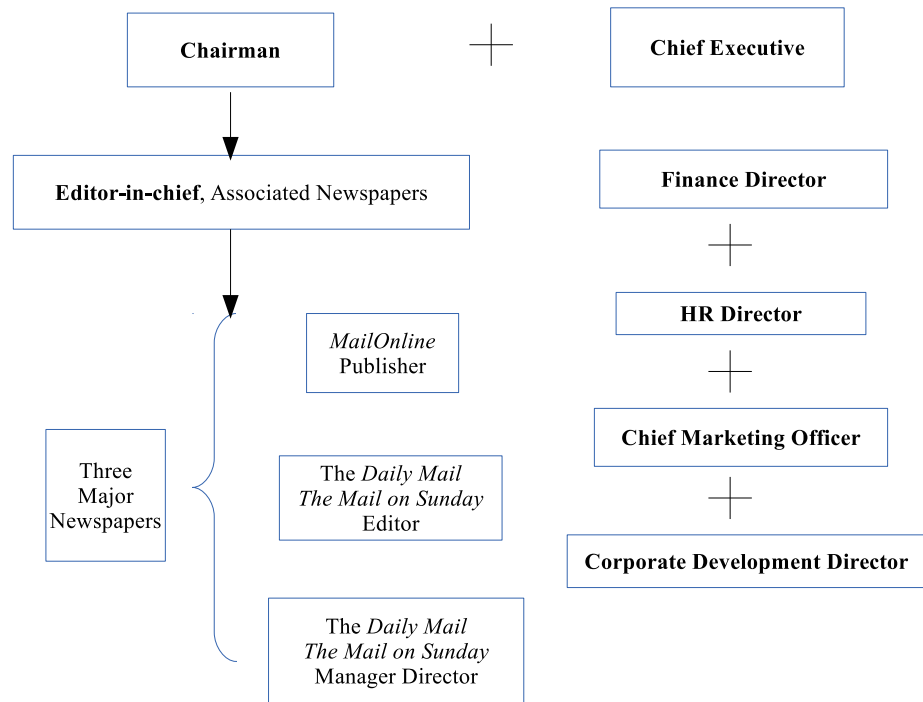 Chairman
Chief Executive
Editor-in-chief, Associated Newspapers
Finance Director
HR Director
MailOnline
Publisher
Chief Marketing Officer
Three
Major
Newspapers
The Daily Mail
The Mail on Sunday
Editor
Corporate Development Director
The Daily Mail
The Mail on Sunday
Manager Director